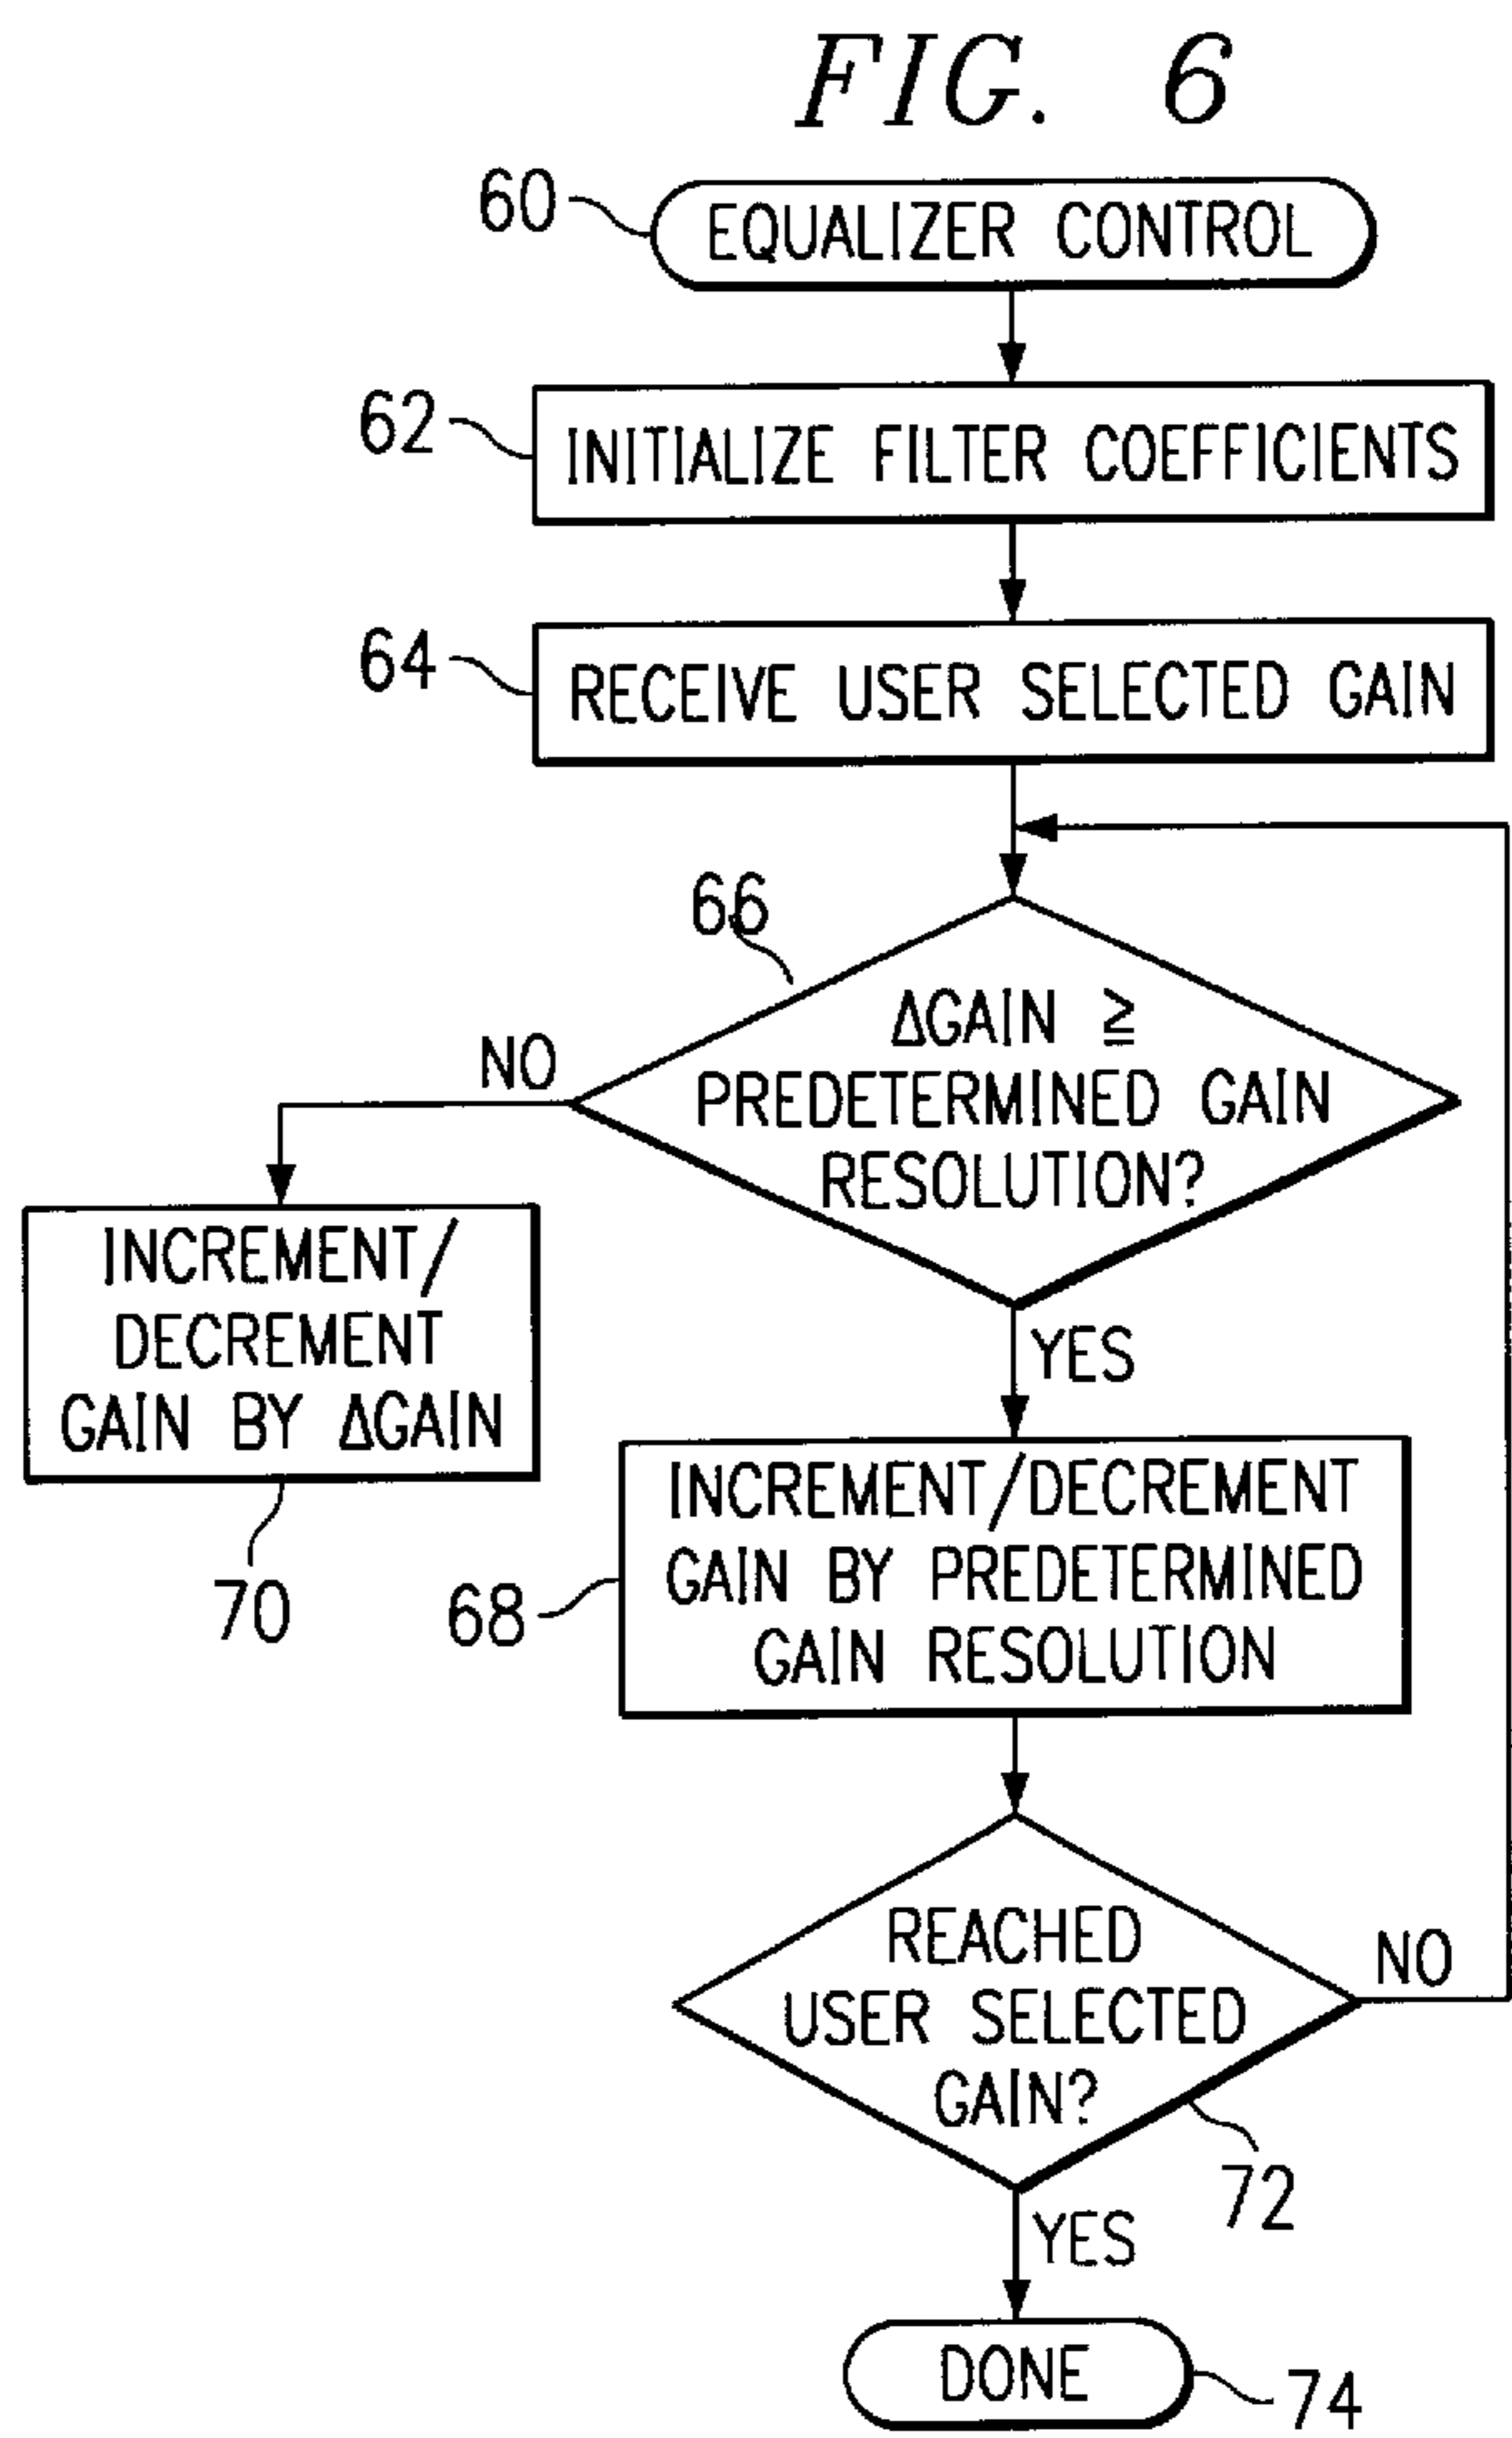 FIG. 6
60
EQUALIZER CONTROL
62
INITIALIZE FILTER COEFFICIENTS
64
RECEIVE USER SELECTED GAIN
66
ΔGAIN ≧
PREDETERMINED GAIN
RESOLUTION?
NO
YES
INCREMENT/
DECREMENT
GAIN BY ΔGAIN
70
INCREMENT/DECREMENT
GAIN BY PREDETERMINED
GAIN RESOLUTION
68
REACHED
USER SELECTED
GAIN?
NO
72
YES
DONE
74